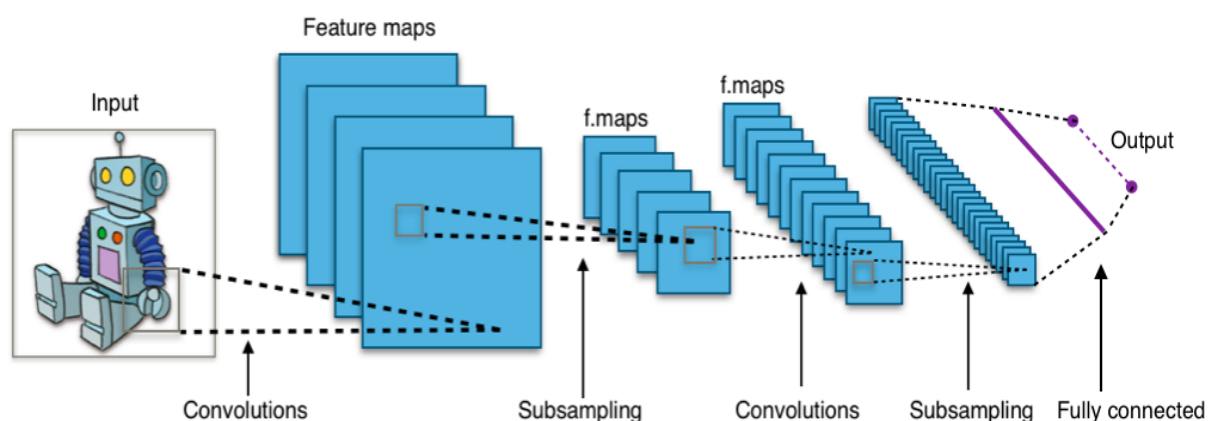 Feature maps
Input
f.maps
f.maps
Output
Convolutions
Subsampling
Convolutions
Subsampling
Fully connected